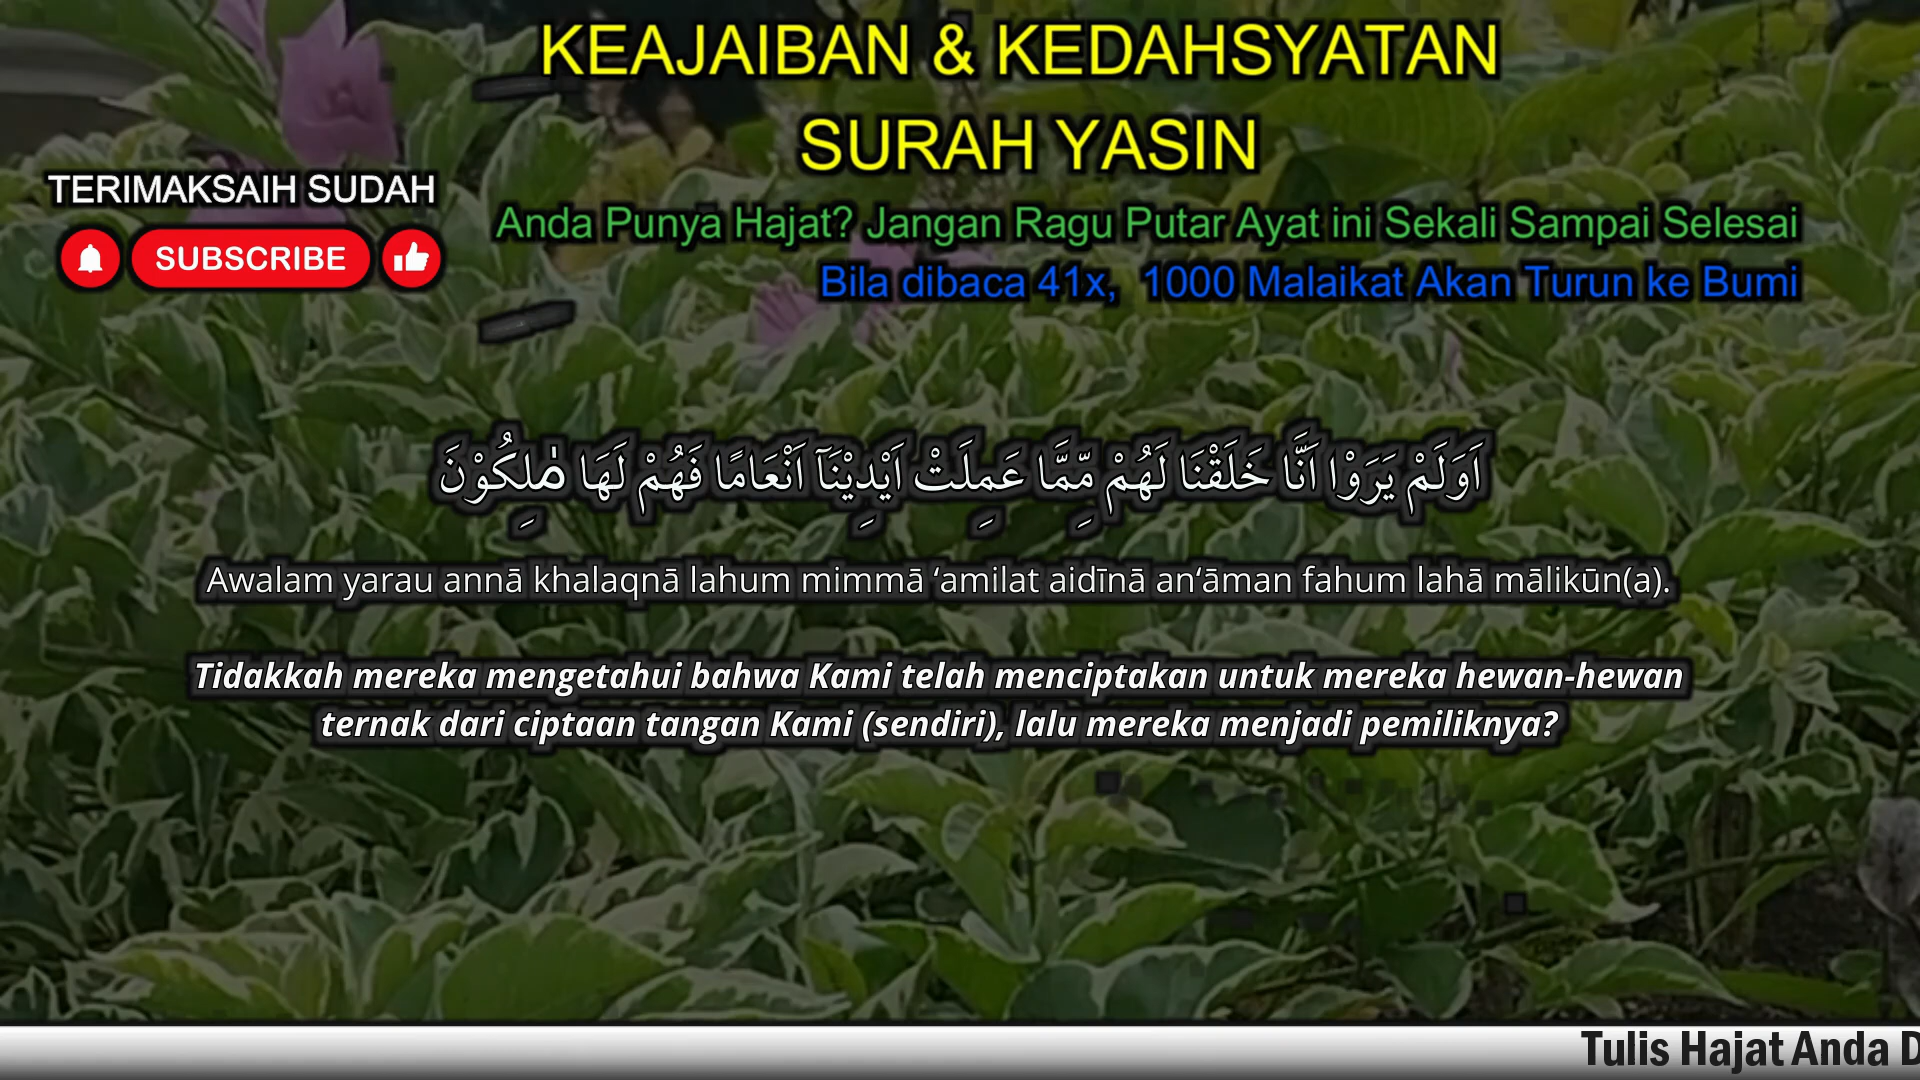 KEAJAIBAN & KEDAHSYATAN
SURAH YASIN
TERIMAKSAIH SUDAH
SUBSCRIBE
Anda Punya Hajat? Jangan Ragu Putar Ayat ini Sekali Sampai Selesai
Bila dibaca 41x, 1000 Malaikat Akan Turun ke Bumi
اَوَلَمْ يَرَوْا اَنَّا خَلَقْنَا لَهُمْ مِّمَّا عَمِلَتْ اَيْدِيْنَآ اَنْعَامًا فَهُمْ لَهَا مٰلِكُوْنَ
Awalam yarau annā khalaqnā lahum mimmā ‘amilat aidīnā an‘āman fahum lahā mālikūn(a).
Tidakkah mereka mengetahui bahwa Kami telah menciptakan untuk mereka hewan-hewan
ternak dari ciptaan tangan Kami (sendiri), lalu mereka menjadi pemiliknya?
Tulis Hajat Anda D